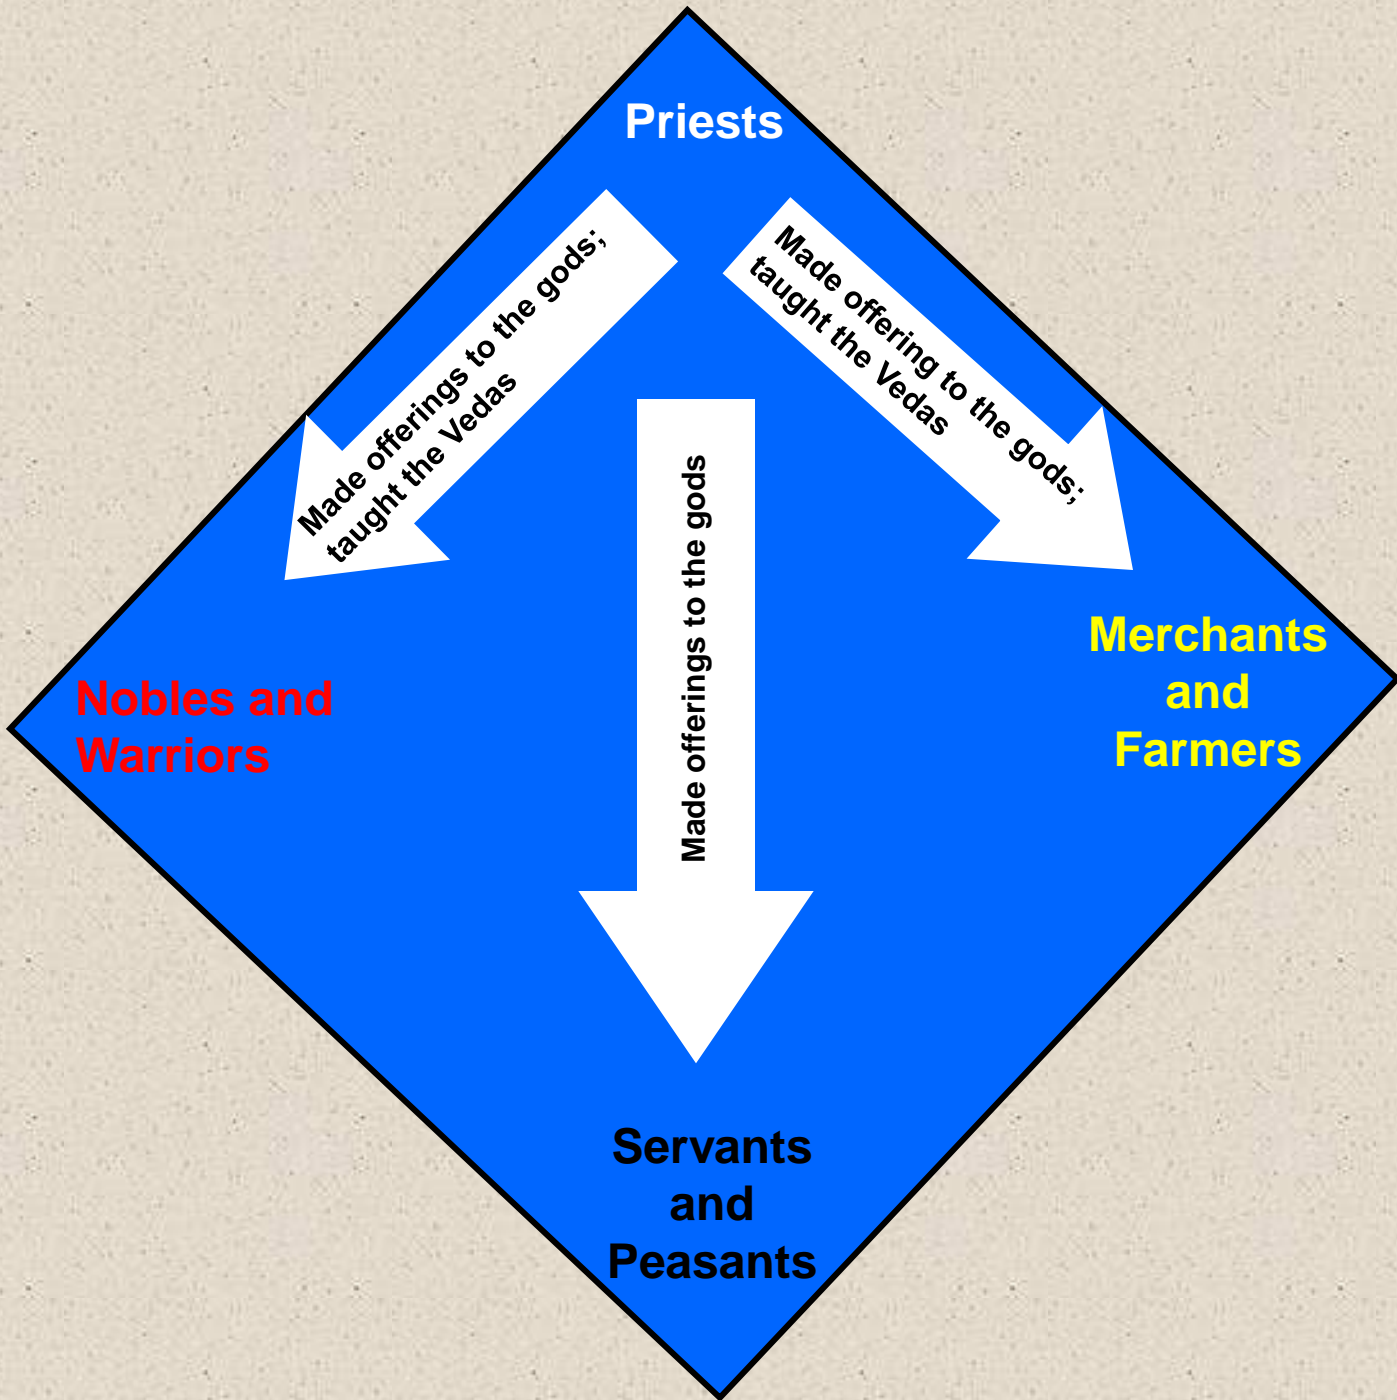 Priests
Made offerings to the gods;
taught the Vedas
Made offering to the gods;
taught the Vedas
Made offerings to the gods
Nobles and
Warriors
Merchants
and
Farmers
Servants
and
Peasants